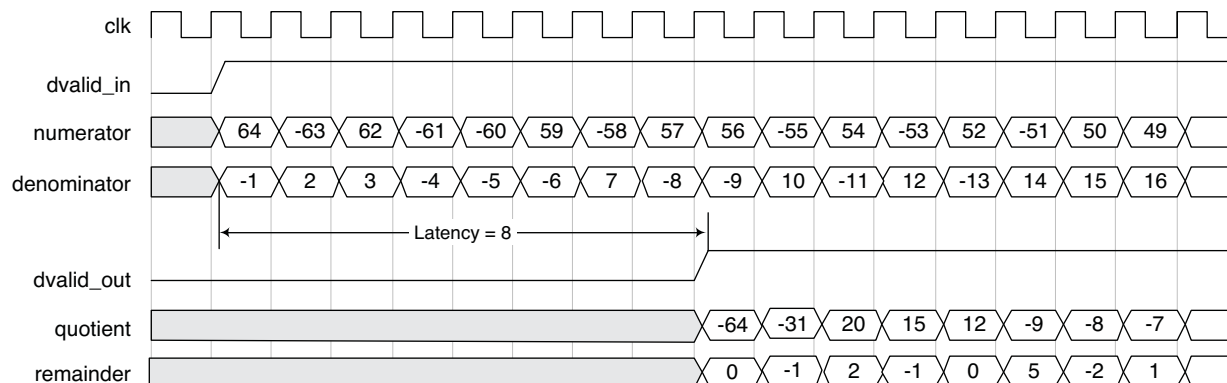 clk
dvalid_in
numerator 64 -63 62 -61 -60 59 -58 57 56 -55 54 -53 52 -51 50 49
denominator -1 2 3 -4 -5 -6 7 -8 -9 10 -11 12 -13 14 15 16
Latency = 8
dvalid_out
quotient -64 -31 20 15 12 -9 -8 -7
remainder 0 -1 2 -1 0 5 -2 1